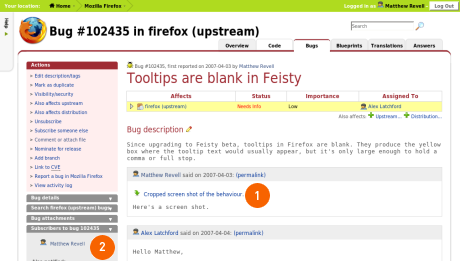 Your location: Home Mozilla Firefox
Logged in as Matthew Revell Log Out
Help
Bug #102435 in firefox (upstream)
Search
Overview Code Bugs Blueprints Translations Answers
Actions
Edit description/tags
Mark as duplicate
Visibility/security
Also affects upstream
Also affects distribution
Unsubscribe
Subscribe someone else
Comment or attach file
Nominate for release
Add branch
Link to CVE
Report a bug in Mozilla Firefox
View activity log
Bug details
Search firefox (upstream) bugs
Bug attachments
Subscribers to bug 102435
Matthew Revell
2
Bug #102435, first reported on 2007-04-03 by Matthew Revell
Tooltips are blank in Feisty
Affects Status Importance Assigned To
firefox (upstream) Needs Info Low Alex Latchford
Also affects: Upstream... Distribution...
Bug description
Since upgrading to Feisty beta, tooltips in Firefox are blank. They produce the yellow
box where the tooltip text would usually appear, but it's only large enough to hold a
comma or full stop.
Matthew Revell said on 2007-04-03: (permalink)
Cropped screen shot of the behaviour.
1
Here's a screen shot.
Alex Latchford said on 2007-04-04: (permalink)
Hello Matthew,